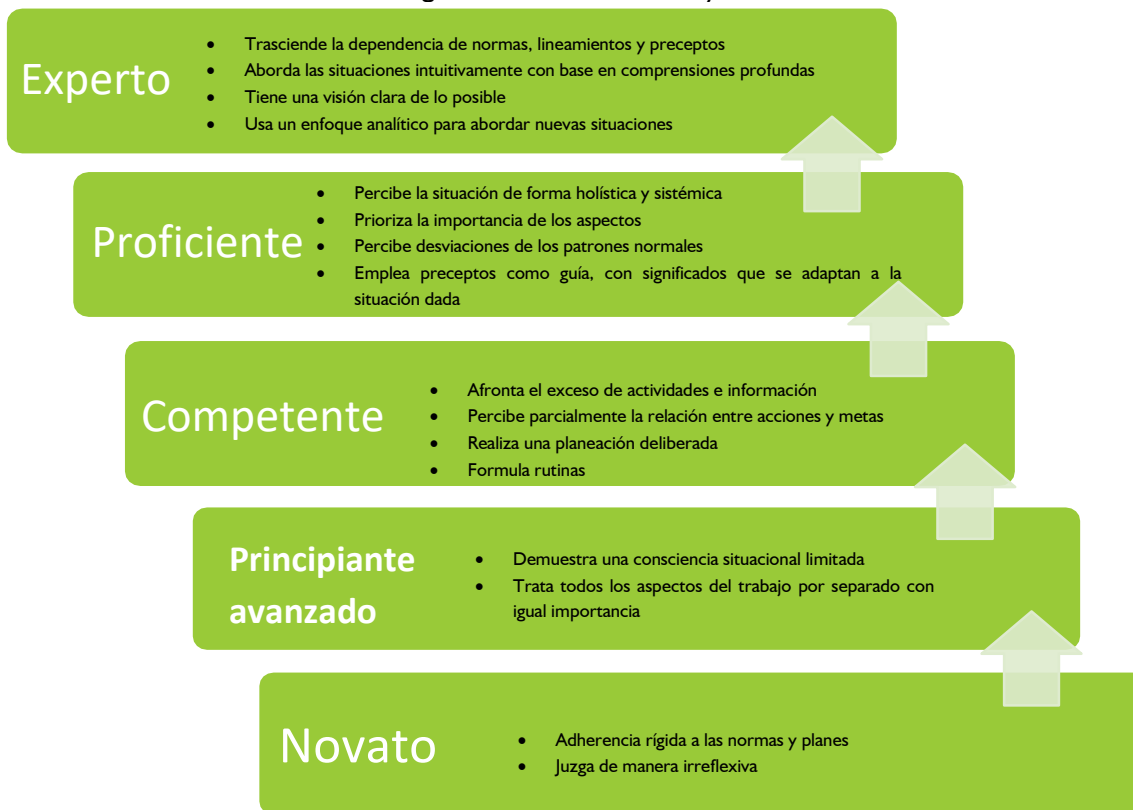 Experto
• Trasciende la dependencia de normas, lineamientos y preceptos
• Aborda las situaciones intuitivamente con base en comprensiones profundas
• Tiene una visión clara de lo posible
• Usa un enfoque analítico para abordar nuevas situaciones
Proficiente
• Percibe la situación de forma holística y sistémica
• Prioriza la importancia de los aspectos
• Percibe desviaciones de los patrones normales
• Emplea preceptos como guía, con significados que se adaptan a la
situación dada
Competente
• Afronta el exceso de actividades e información
• Percibe parcialmente la relación entre acciones y metas
• Realiza una planeación deliberada
• Formula rutinas
Principiante
avanzado
• Demuestra una consciencia situacional limitada
• Trata todos los aspectos del trabajo por separado con
igual importancia
Novato
• Adherencia rígida a las normas y planes
• Juzga de manera irreflexiva